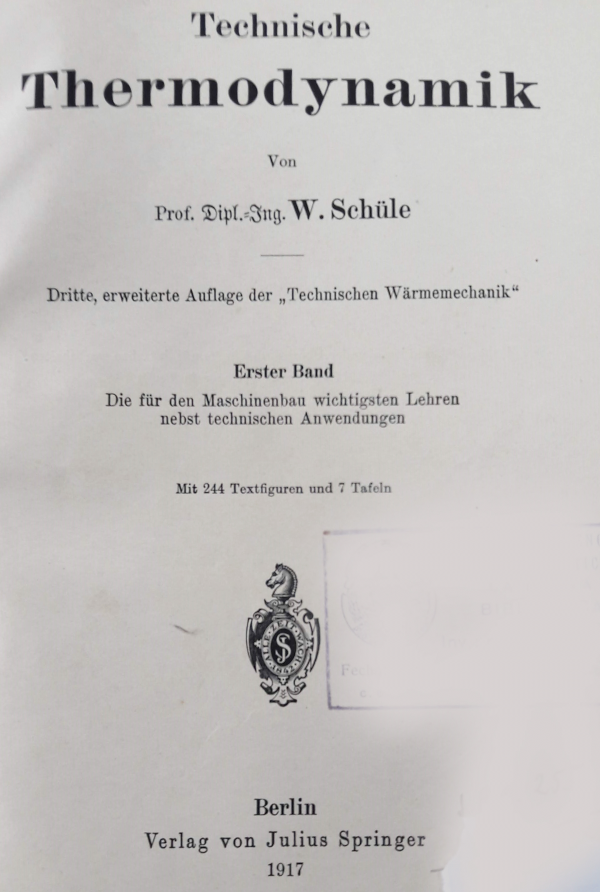 Technische
Thermodynamik
Von
Prof. Dipl.-Ing. W. Schüle
Dritte, erweiterte Auflage der „Technischen Wärmemechanik“
Erster Band
Die für den Maschinenbau wichtigsten Lehren
nebst technischen Anwendungen
Mit 244 Textfiguren und 7 Tafeln
Berlin
Verlag von Julius Springer
1917